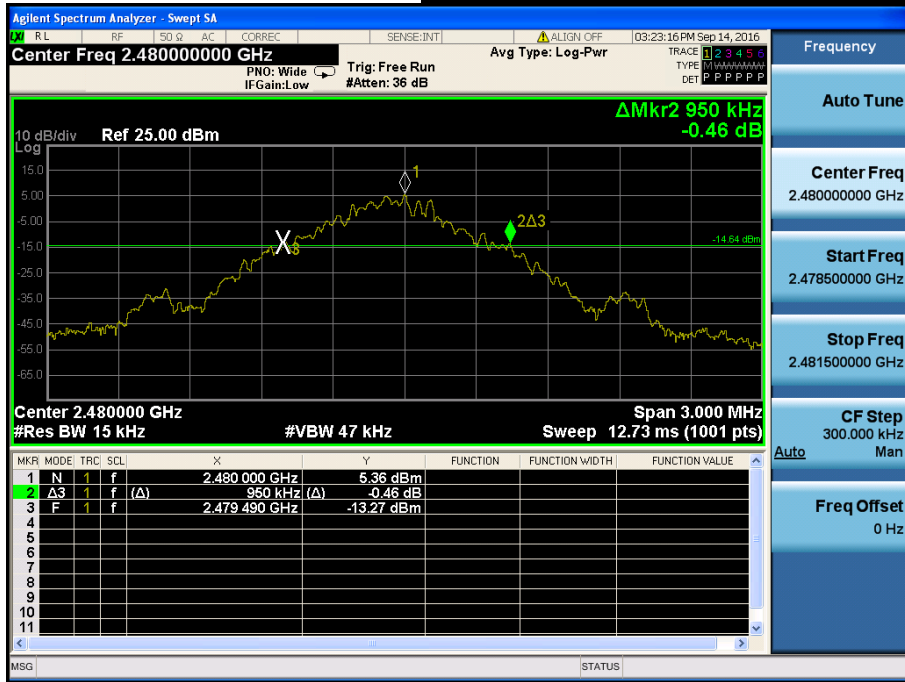 Agilent Spectrum Analyzer - Swept SA
LXI RL RF 50 Ω AC CORREC SENSE:INT ALIGN OFF 03:23:16 PM Sep 14, 2016
Center Freq 2.480000000 GHz
PNO: Wide
IFGain:Low
Trig: Free Run
#Atten: 36 dB
Avg Type: Log-Pwr
TRACE 1 2 3 4 5 6
TYPE M WWWWW
DET P P P P P P
ΔMkr2 950 kHz
-0.46 dB
10 dB/div Ref 25.00 dBm
Log
15.0
5.00
-5.00
-15.0
-25.0
-35.0
-45.0
-55.0
-65.0
1
2Δ3
3
-14.64 dBm
Center 2.480000 GHz Span 3.000 MHz
#Res BW 15 kHz #VBW 47 kHz Sweep 12.73 ms (1001 pts)
MKR MODE TRC SCL X Y FUNCTION FUNCTION WIDTH FUNCTION VALUE
1 N 1 f 2.480 000 GHz 5.36 dBm
2 Δ3 1 f (Δ) 950 kHz (Δ) -0.46 dB
3 F 1 f 2.479 490 GHz -13.27 dBm
4
5
6
7
8
9
10
11
MSG STATUS
Frequency
Auto Tune
Center Freq
2.480000000 GHz
Start Freq
2.478500000 GHz
Stop Freq
2.481500000 GHz
CF Step
300.000 kHz
Auto Man
Freq Offset
0 Hz